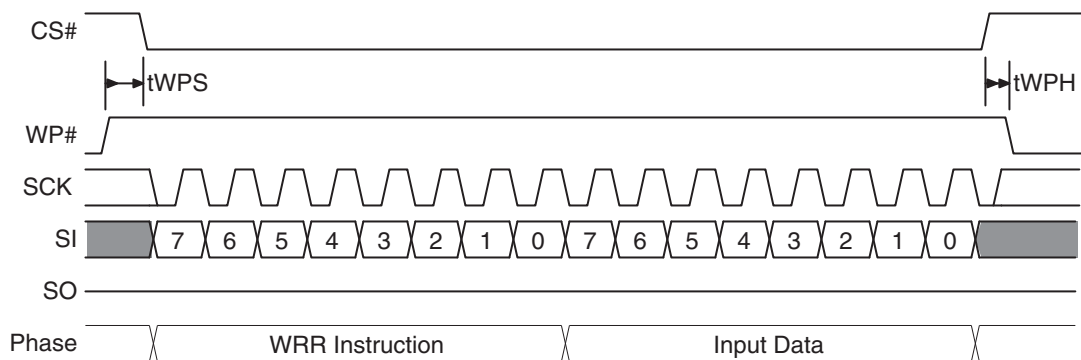 CS#
tWPS tWPH
WP#
SCK
SI 7 6 5 4 3 2 1 0 7 6 5 4 3 2 1 0
SO
Phase WRR Instruction Input Data